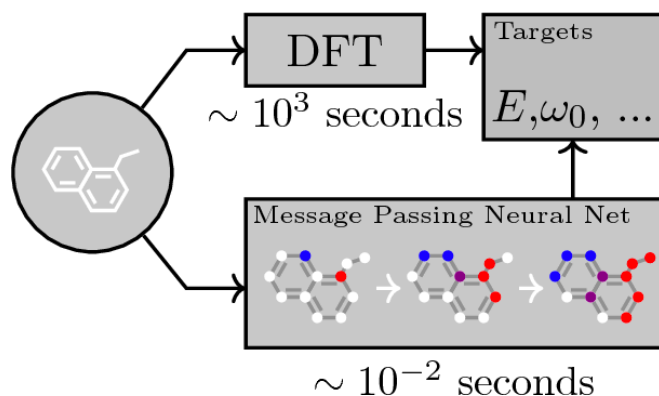 DFT
Targets
~ 10³ seconds
E,ω₀, ...
Message Passing Neural Net
~ 10⁻² seconds